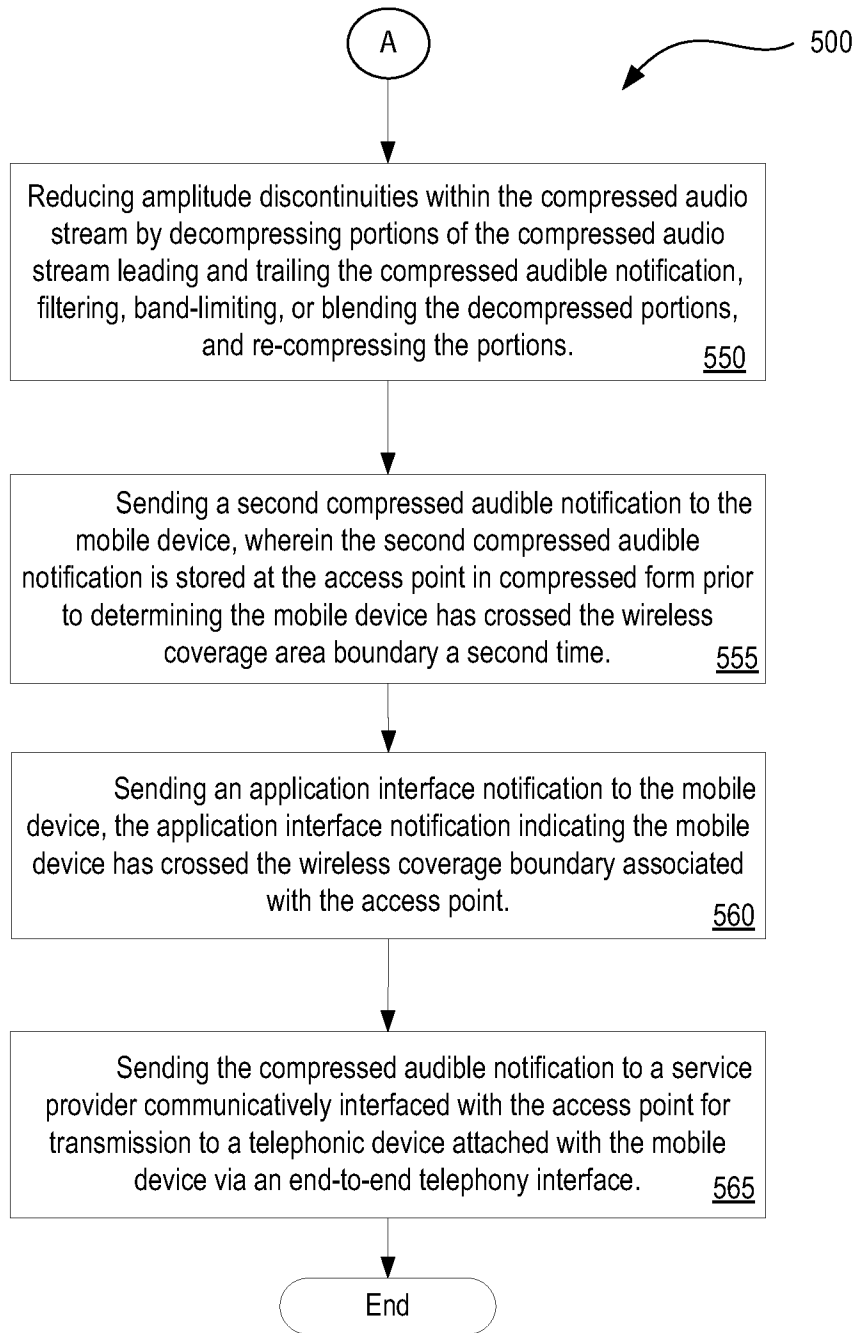 A
500
Reducing amplitude discontinuities within the compressed audio
stream by decompressing portions of the compressed audio
stream leading and trailing the compressed audible notification,
filtering, band-limiting, or blending the decompressed portions,
and re-compressing the portions.
550
Sending a second compressed audible notification to the
mobile device, wherein the second compressed audible
notification is stored at the access point in compressed form prior
to determining the mobile device has crossed the wireless
coverage area boundary a second time.
555
Sending an application interface notification to the mobile
device, the application interface notification indicating the mobile
device has crossed the wireless coverage boundary associated
with the access point.
560
Sending the compressed audible notification to a service
provider communicatively interfaced with the access point for
transmission to a telephonic device attached with the mobile
device via an end-to-end telephony interface.
565
End